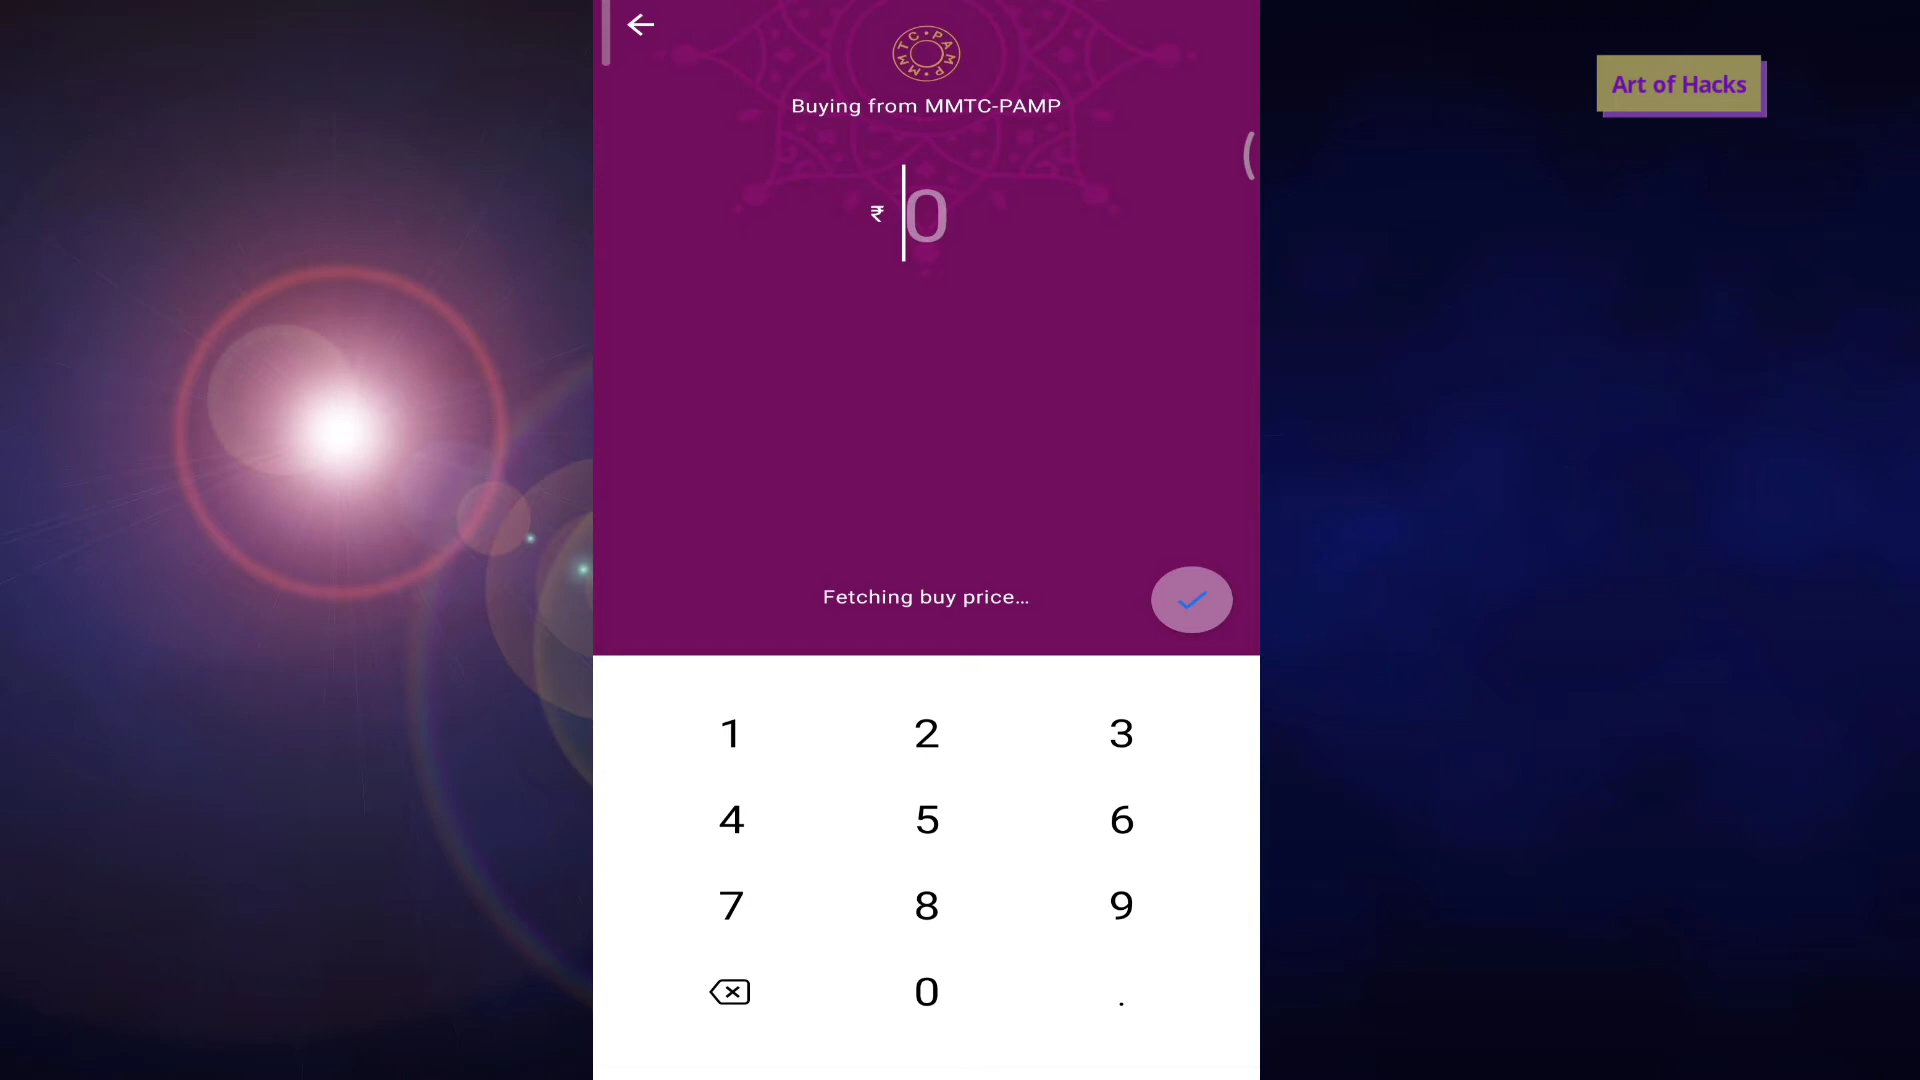 MMTC • PAMP •
Art of Hacks
Buying from MMTC-PAMP
₹ 0
Fetching buy price...
1 2 3
4 5 6
7 8 9
0 .